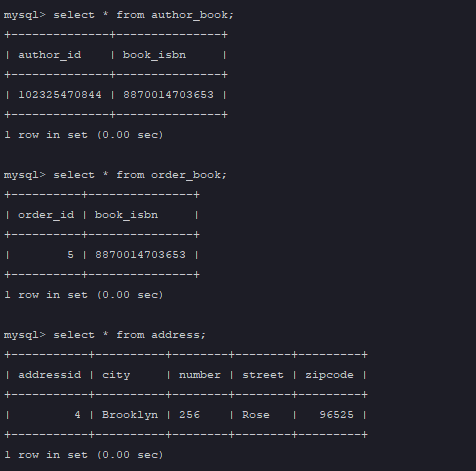 mysql> select * from author_book;
+--------------+---------------+
| author_id    | book_isbn     |
+--------------+---------------+
| 102325470844 | 8870014703653 |
+--------------+---------------+
1 row in set (0.00 sec)
mysql> select * from order_book;
+----------+---------------+
| order_id | book_isbn     |
+----------+---------------+
|        5 | 8870014703653 |
+----------+---------------+
1 row in set (0.00 sec)
mysql> select * from address;
+-----------+----------+--------+--------+---------+
| addressid | city     | number | street | zipcode |
+-----------+----------+--------+--------+---------+
|         4 | Brooklyn | 256    | Rose   |   96525 |
+-----------+----------+--------+--------+---------+
1 row in set (0.00 sec)